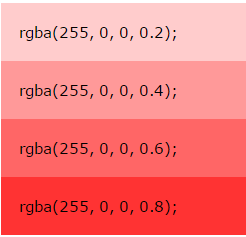 rgba(255, 0, 0, 0.2);
rgba(255, 0, 0, 0.4);
rgba(255, 0, 0, 0.6);
rgba(255, 0, 0, 0.8);